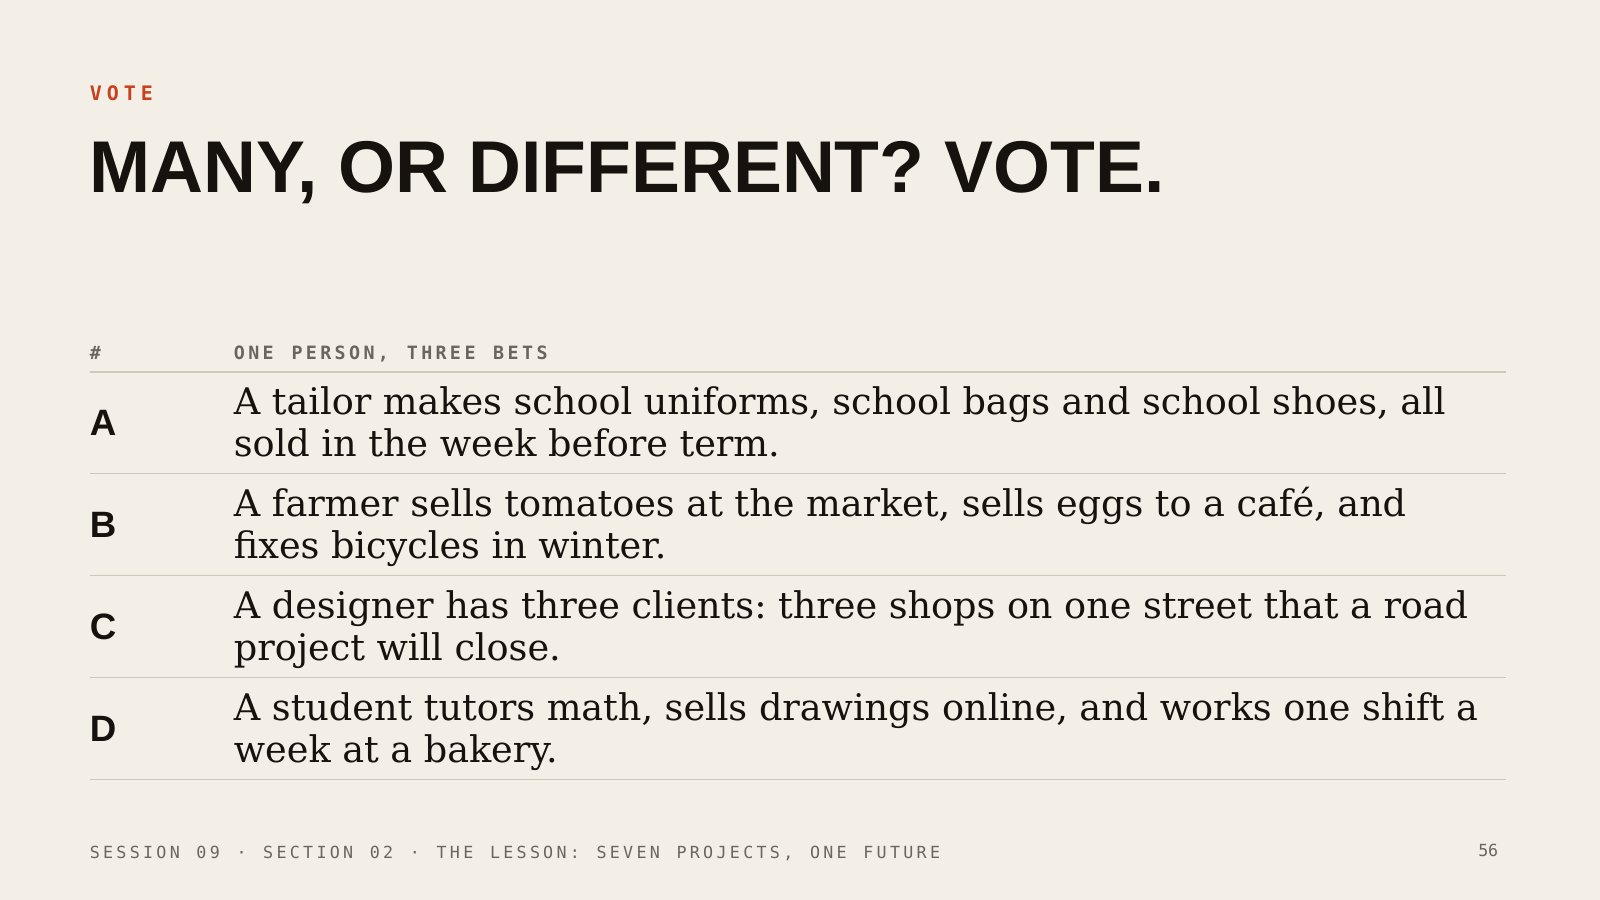 VOTE
MANY, OR DIFFERENT? VOTE.
# ONE PERSON, THREE BETS
A A tailor makes school uniforms, school bags and school shoes, all
sold in the week before term.
B A farmer sells tomatoes at the market, sells eggs to a café, and
fixes bicycles in winter.
C A designer has three clients: three shops on one street that a road
project will close.
D A student tutors math, sells drawings online, and works one shift a
week at a bakery.
SESSION 09 · SECTION 02 · THE LESSON: SEVEN PROJECTS, ONE FUTURE 56